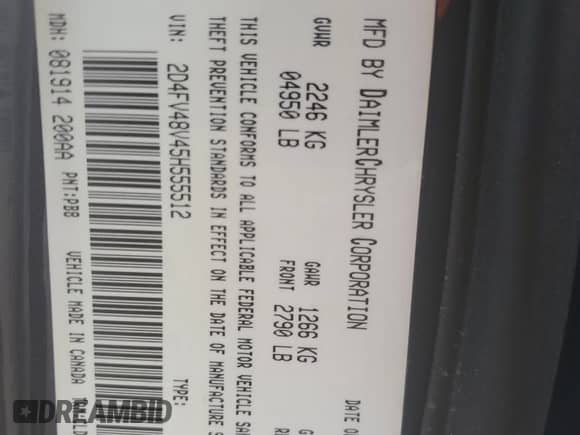 MFD BY DAIMLERCHRYSLER CORPORATION
DATE O
GVWR 2246 KG
04950 LB
GAWR 1266 KG
FRONT 2790 LB
THIS VEHICLE CONFORMS TO ALL APPLICABLE FEDERAL MOTOR VEHICLE
THEFT PREVENTION STANDARDS IN EFFECT ON THE DATE OF MANUFACTURE
VIN: 2D4FV48V45H555512
TYPE:
MDH: 081914 200AA PNT:PB8
VEHICLE MADE IN CANADA
DREAMBID